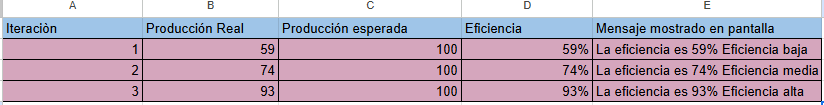 A B C D E
Iteraciòn Producción Real Producción esperada Eficiencia Mensaje mostrado en pantalla
1 59 100 59% La eficiencia es 59% Eficiencia baja
2 74 100 74% La eficiencia es 74% Eficiencia media
3 93 100 93% La eficiencia es 93% Eficiencia alta